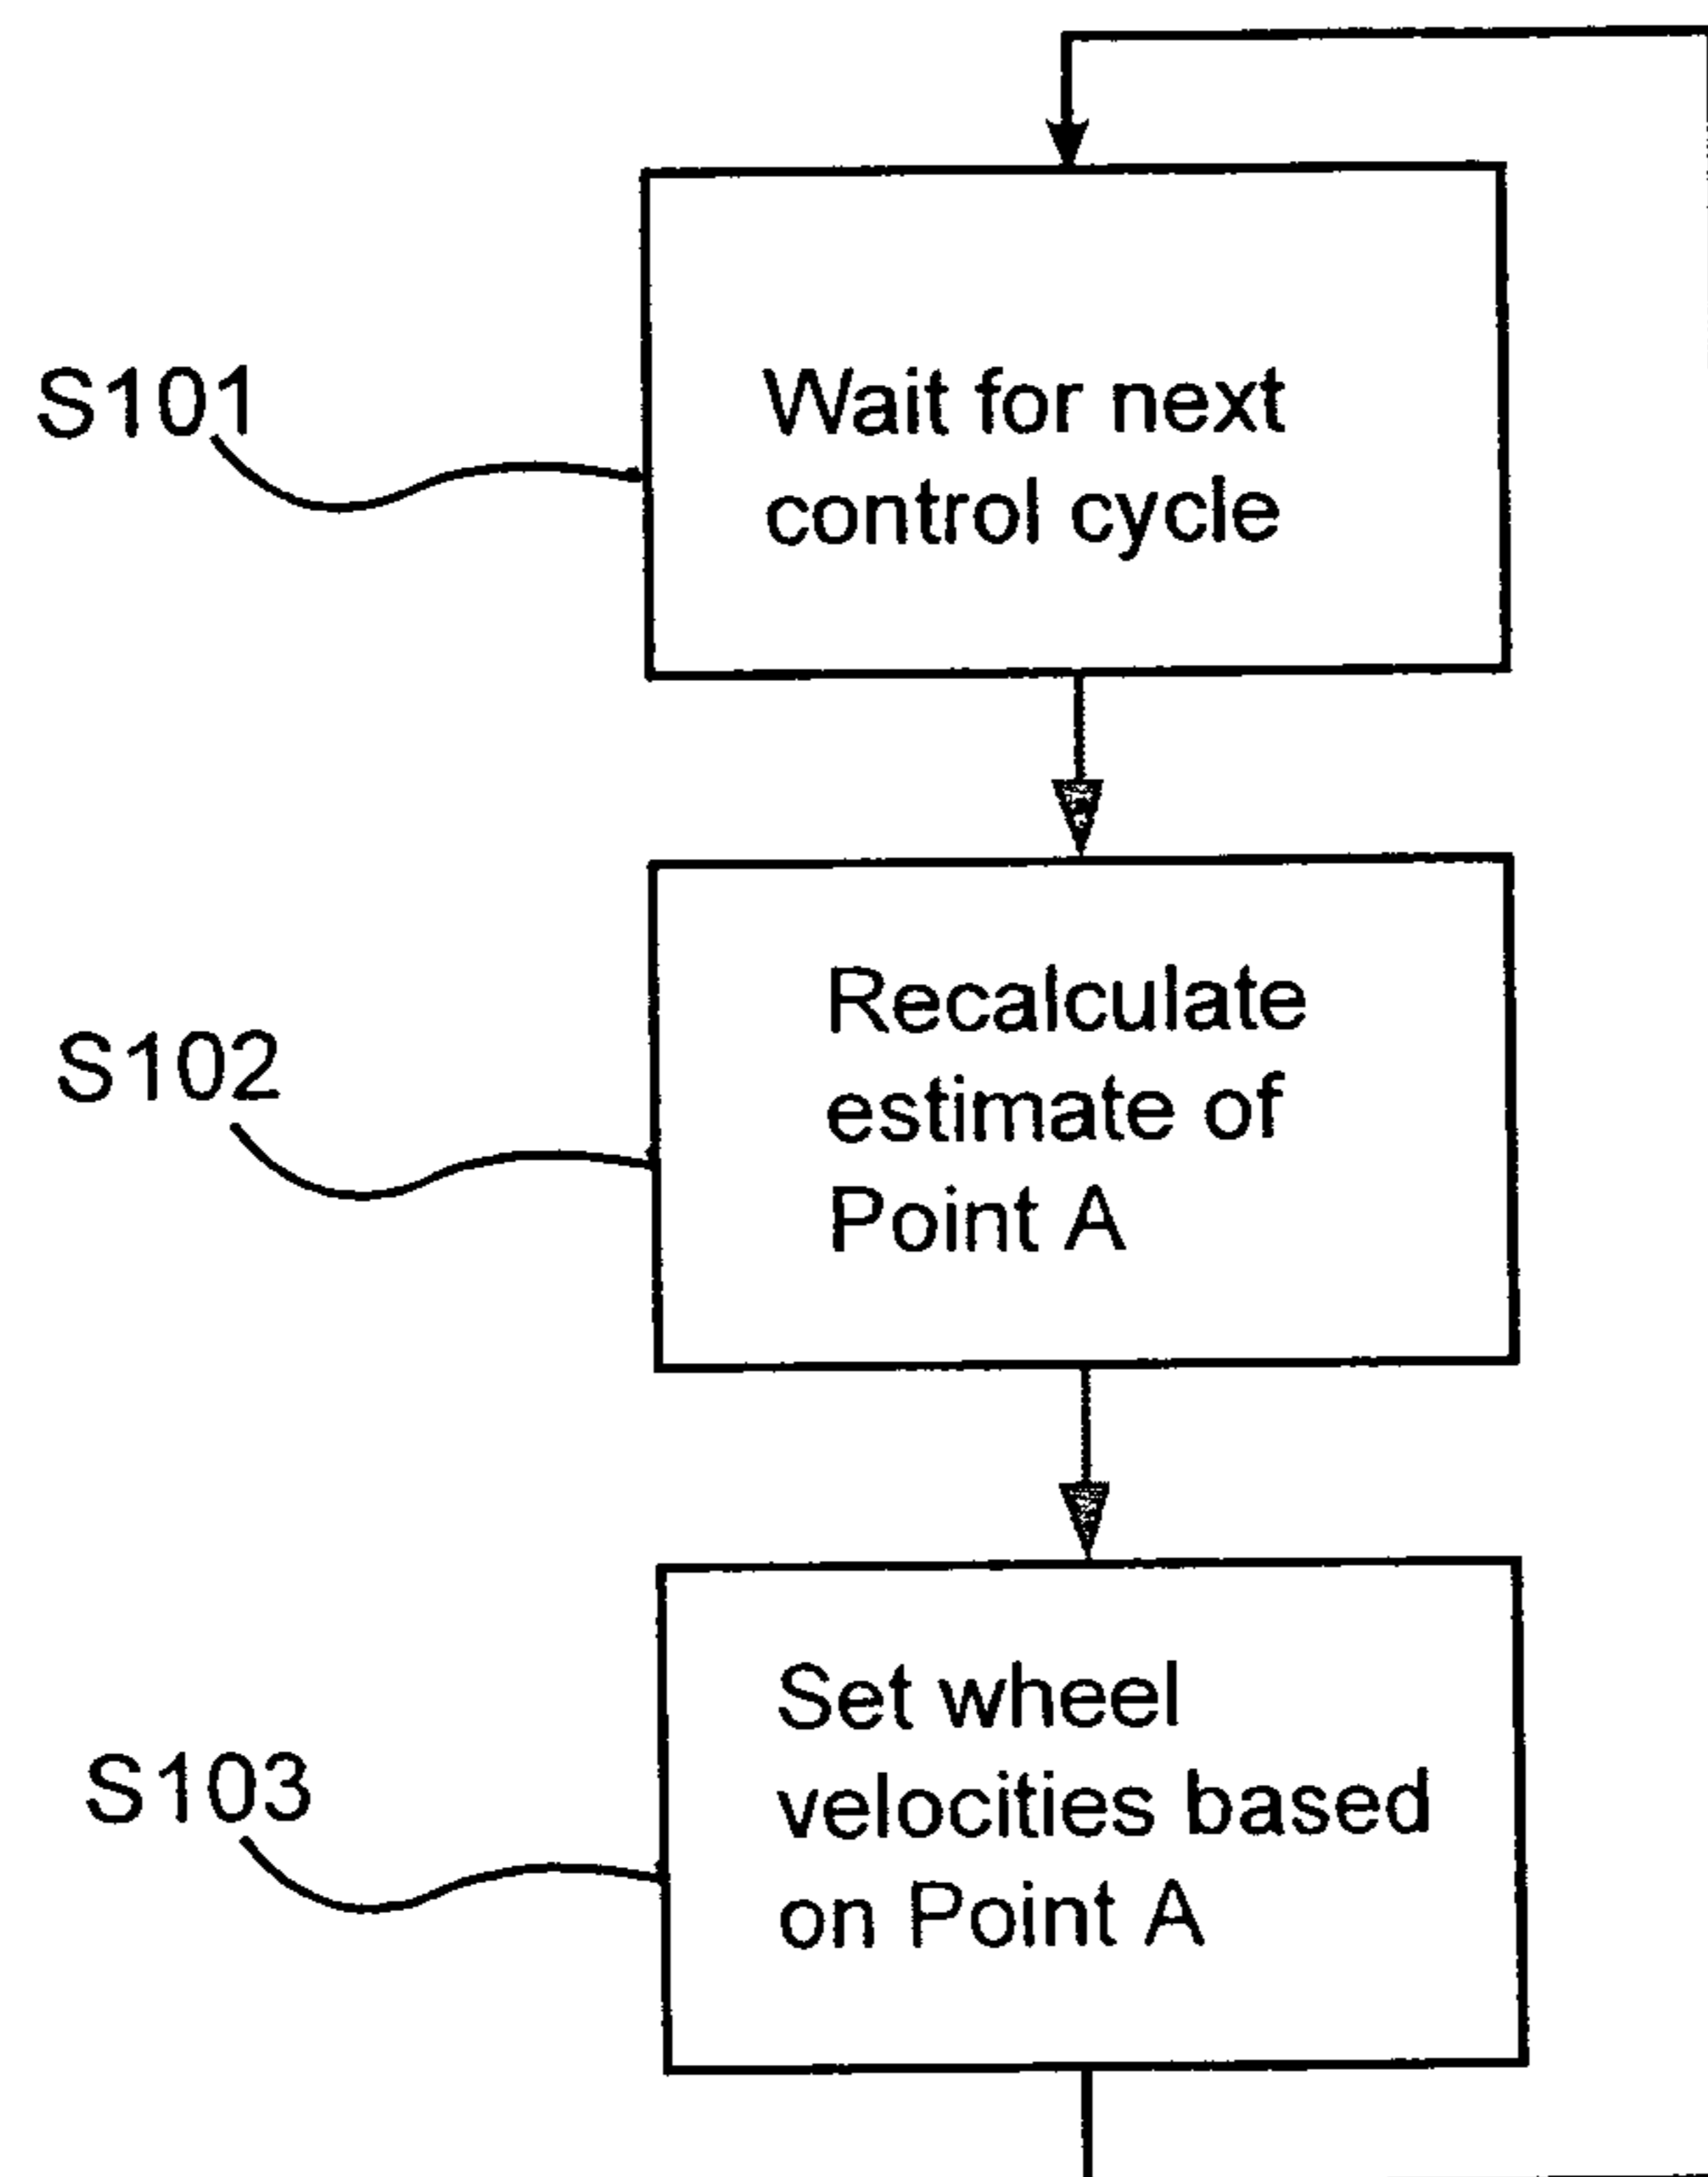 S101
Wait for next
control cycle
S102
Recalculate
estimate of
Point A
S103
Set wheel
velocities based
on Point A